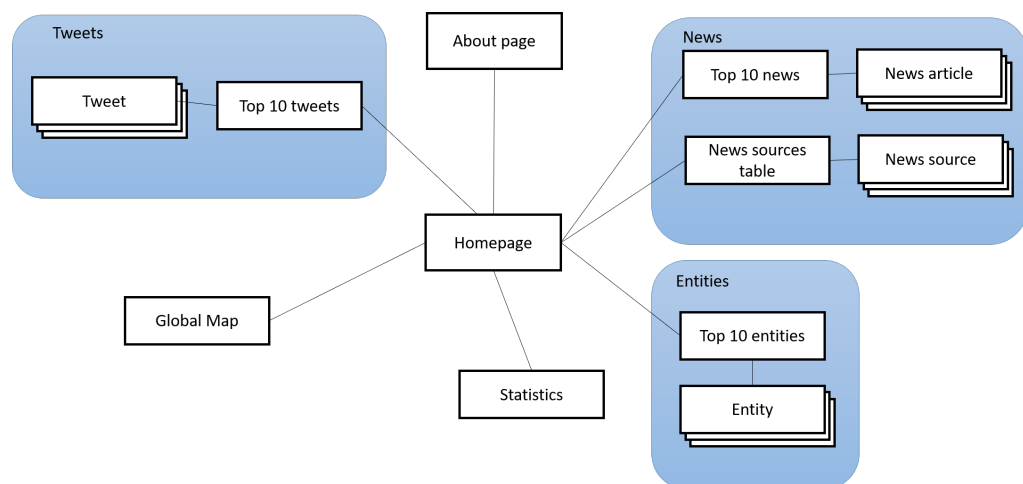 Tweets
Tweet
Top 10 tweets
About page
News
Top 10 news
News article
News sources
table
News source
Homepage
Global Map
Statistics
Entities
Top 10 entities
Entity